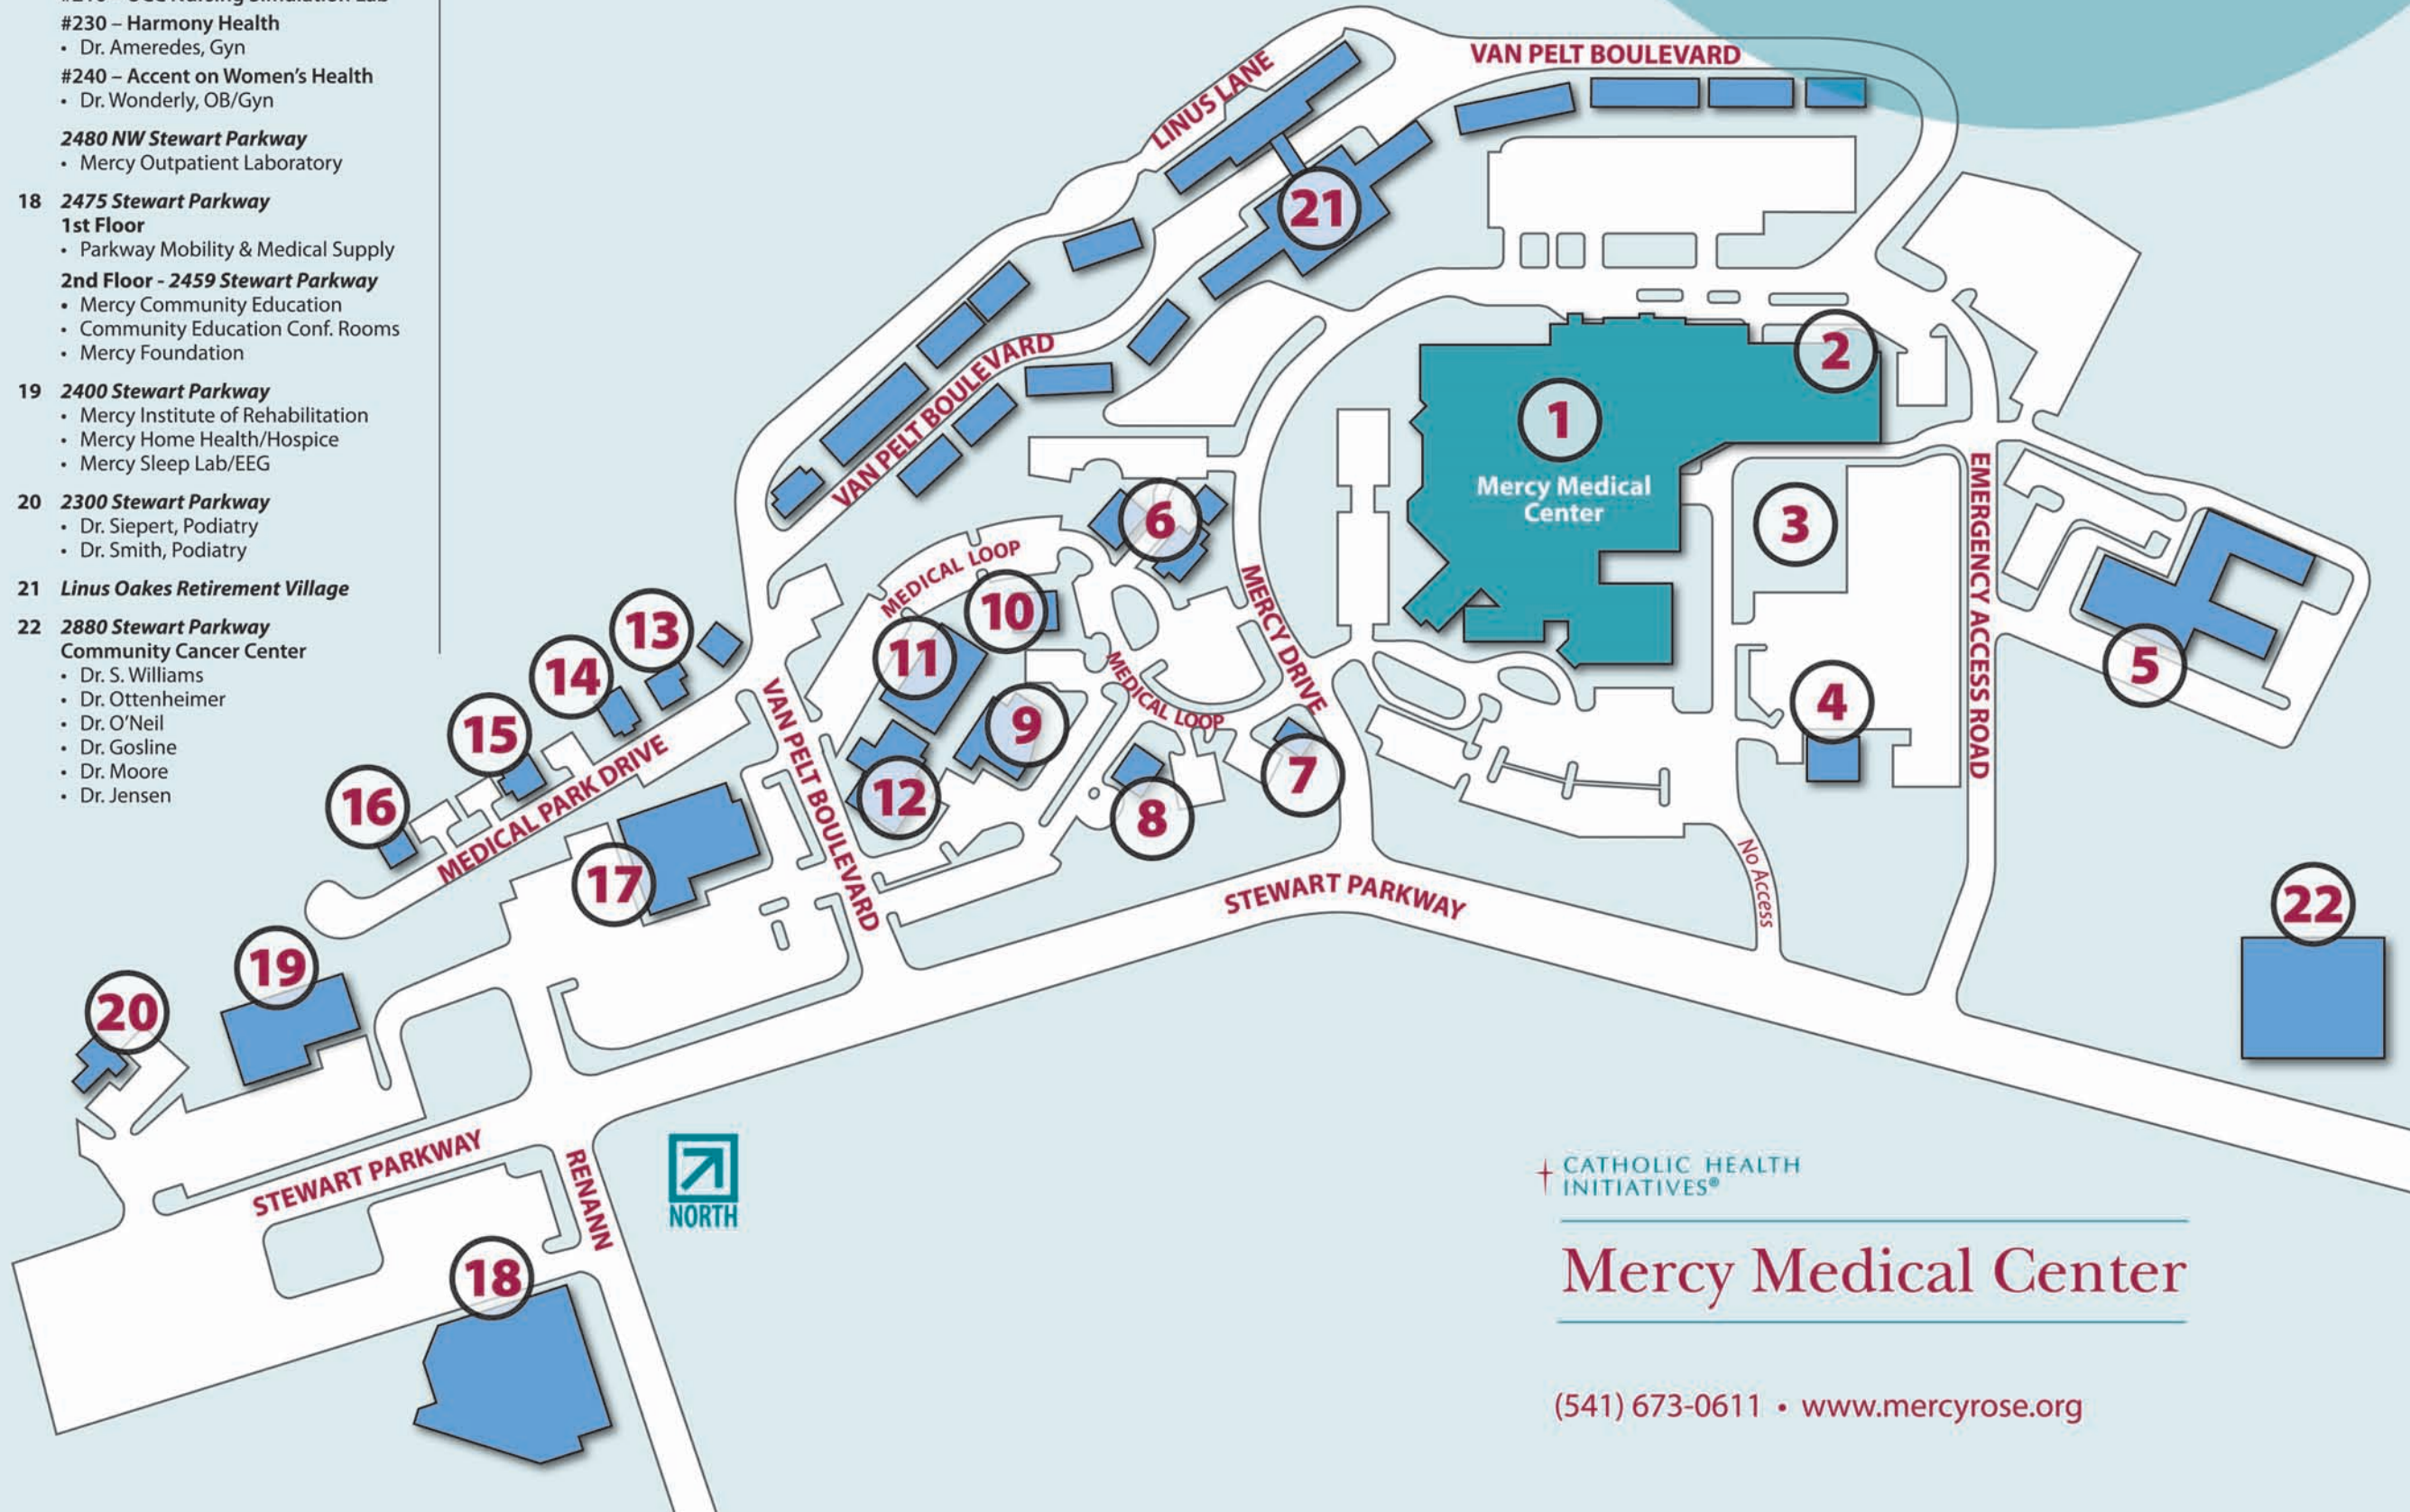 #230 – Harmony Health
• Dr. Ameredes, Gyn
#240 – Accent on Women's Health
• Dr. Wonderly, OB/Gyn
2480 NW Stewart Parkway
• Mercy Outpatient Laboratory
18 2475 Stewart Parkway
1st Floor
• Parkway Mobility & Medical Supply
2nd Floor - 2459 Stewart Parkway
• Mercy Community Education
• Community Education Conf. Rooms
• Mercy Foundation
19 2400 Stewart Parkway
• Mercy Institute of Rehabilitation
• Mercy Home Health/Hospice
• Mercy Sleep Lab/EEG
20 2300 Stewart Parkway
• Dr. Siepert, Podiatry
• Dr. Smith, Podiatry
21 Linus Oakes Retirement Village
22 2880 Stewart Parkway
Community Cancer Center
• Dr. S. Williams
• Dr. Ottenheimer
• Dr. O'Neil
• Dr. Gosline
• Dr. Moore
• Dr. Jensen
LINUS LANE
VAN PELT BOULEVARD
21
2
1
Mercy Medical
Center
VAN PELT BOULEVARD
6
3
EMERGENCY ACCESS ROAD
MEDICAL LOOP
10
MERCY DRIVE
13
11
5
14
MEDICAL LOOP
4
9
15
VAN PELT BOULEVARD
7
16
MEDICAL PARK DRIVE
12
8
17
No Access
STEWART PARKWAY
22
19
20
STEWART PARKWAY
RENANN
NORTH
18
CATHOLIC HEALTH
INITIATIVES®
Mercy Medical Center
(541) 673-0611 • www.mercyrose.org